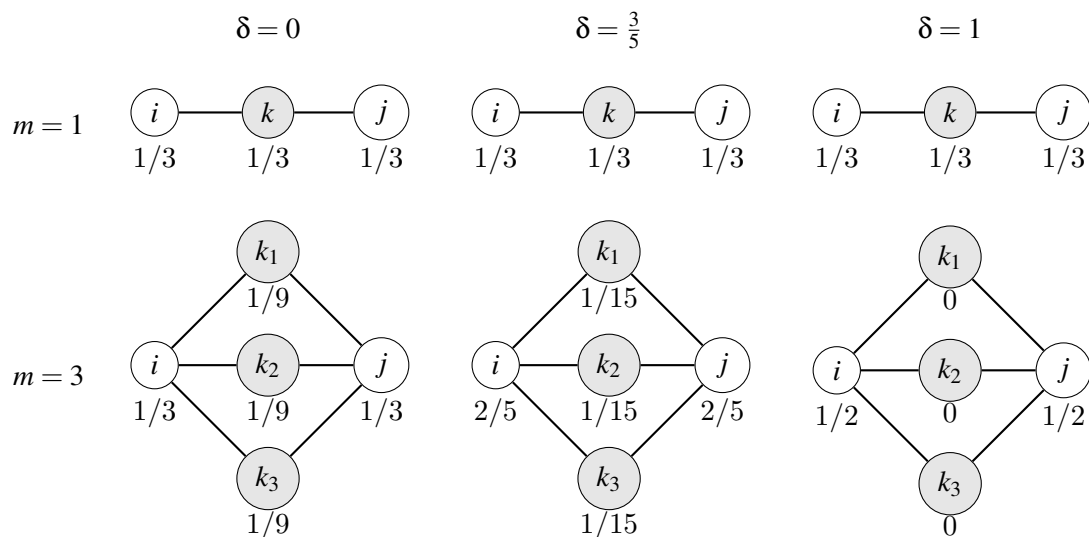 δ = 0 δ = 3/5 δ = 1
m = 1 i k j i k j i k j
1/3 1/3 1/3 1/3 1/3 1/3 1/3 1/3 1/3
k₁ k₁ k₁
1/9 1/15 0
m = 3 i k₂ j i k₂ j i k₂ j
1/3 1/9 1/3 2/5 1/15 2/5 1/2 0 1/2
k₃ k₃ k₃
1/9 1/15 0